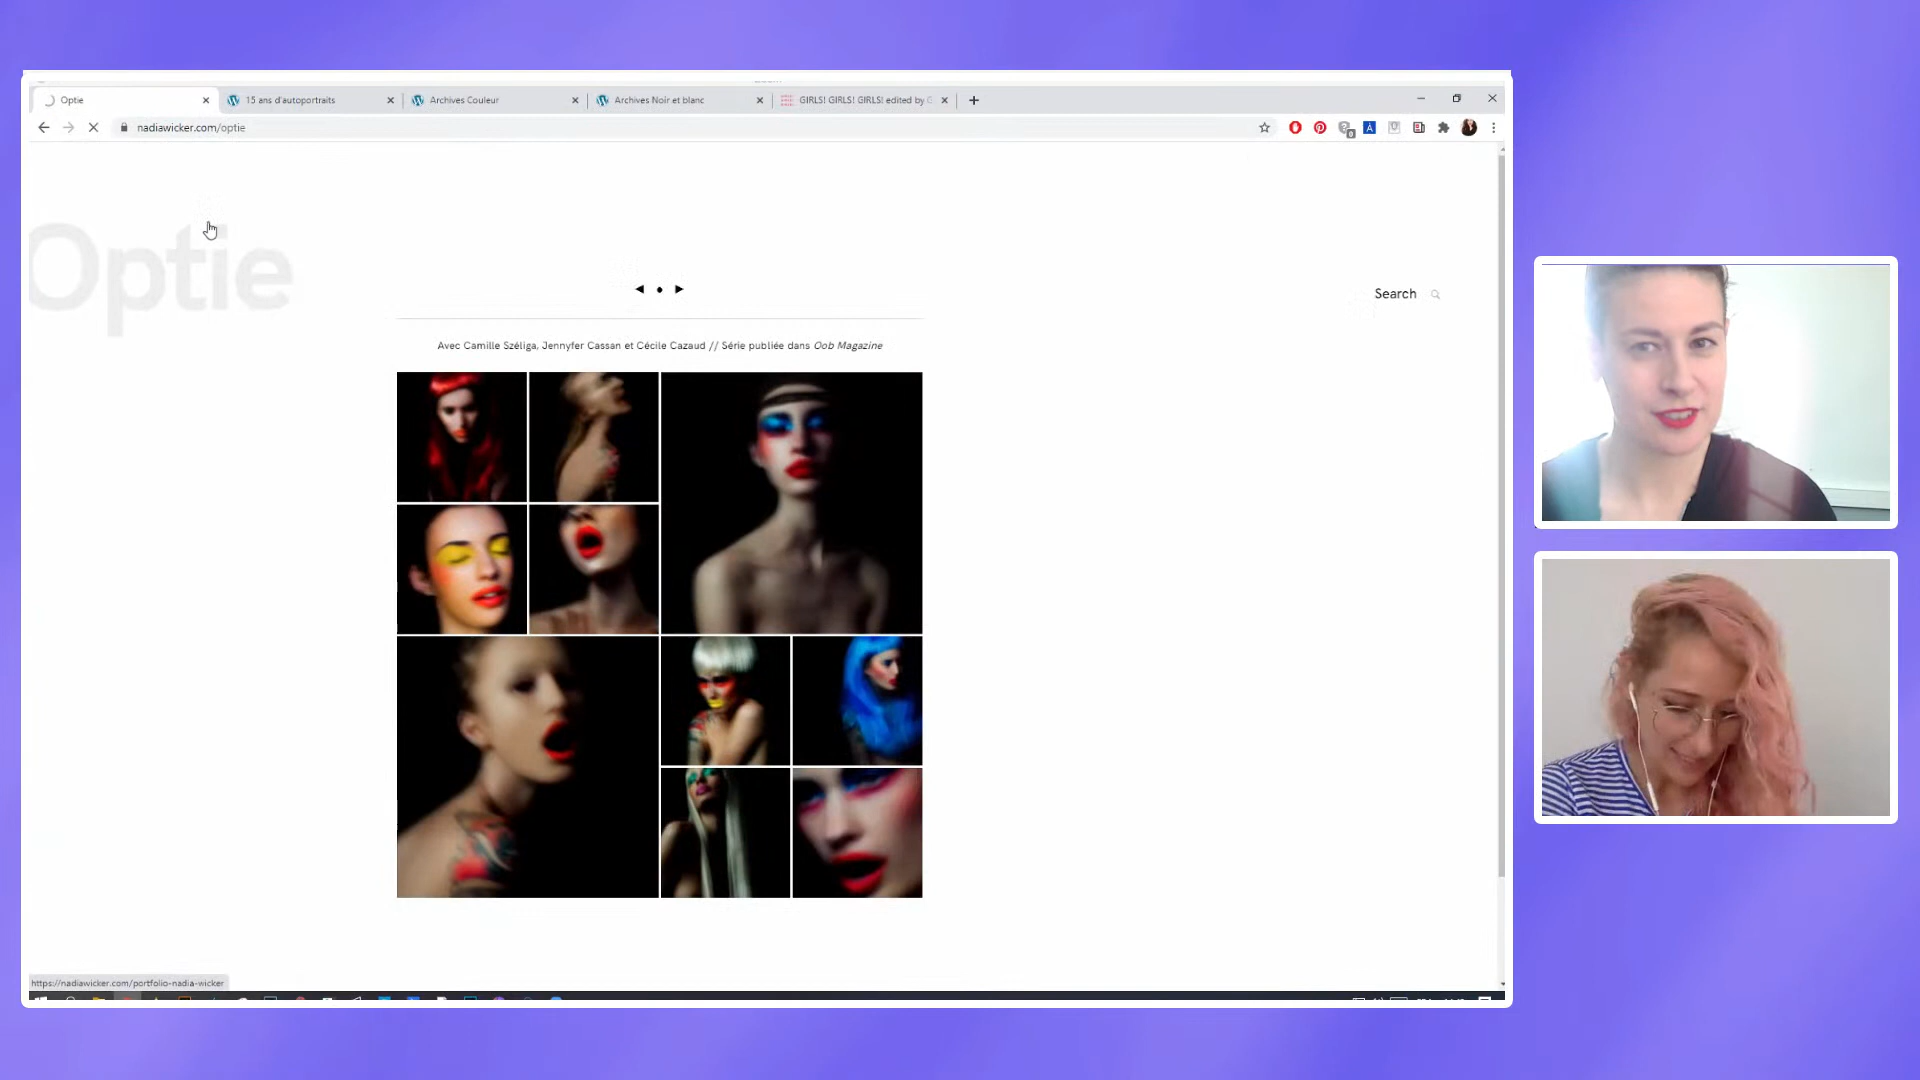 Optie
15 ans d'autoportraits
Archives Couleur
Archives Noir et blanc
GIRLS! GIRLS! GIRLS! edited by G
nadiawicker.com/optie
Optie
Search
Avec Camille Széliga, Jennyfer Cassan et Cécile Cazaud // Série publiée dans Oob Magazine
https://nadiawicker.com/portfolio-nadia-wicker